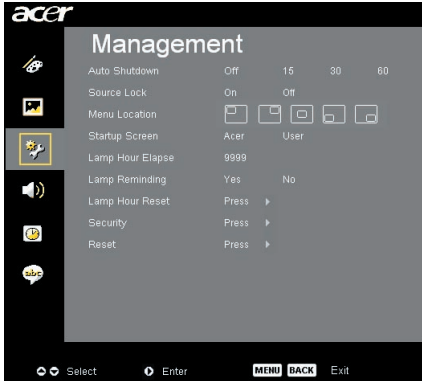 acer
Management
Auto Shutdown Off 15 30 60
Source Lock On Off
Menu Location
Startup Screen Acer User
Lamp Hour Elapse 9999
Lamp Reminding Yes No
Lamp Hour Reset Press
Security Press
Reset Press
abc
Select Enter MENU BACK Exit